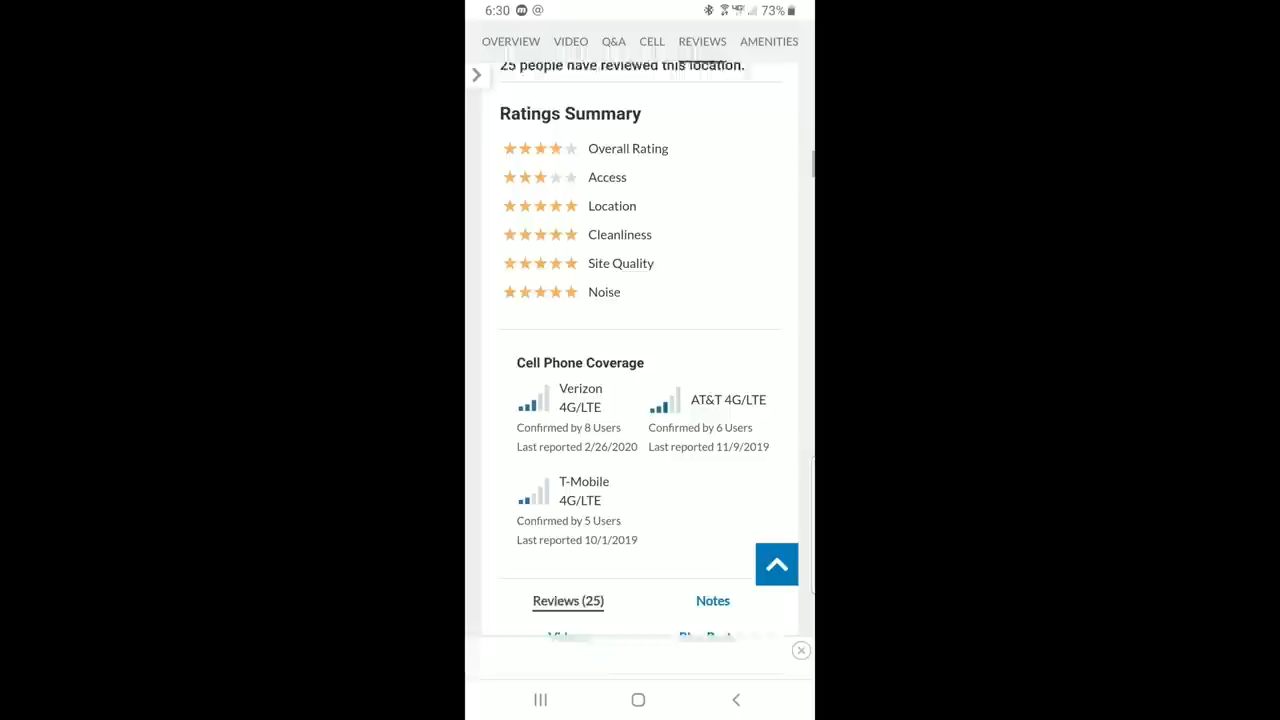 6:30 73%
OVERVIEW VIDEO Q&A CELL REVIEWS AMENITIES
25 people have reviewed this location.
Ratings Summary
Overall Rating
Access
Location
Cleanliness
Site Quality
Noise
Cell Phone Coverage
Verizon
4G/LTE
AT&T 4G/LTE
Confirmed by 8 Users Confirmed by 6 Users
Last reported 2/26/2020 Last reported 11/9/2019
T-Mobile
4G/LTE
Confirmed by 5 Users
Last reported 10/1/2019
Reviews (25) Notes